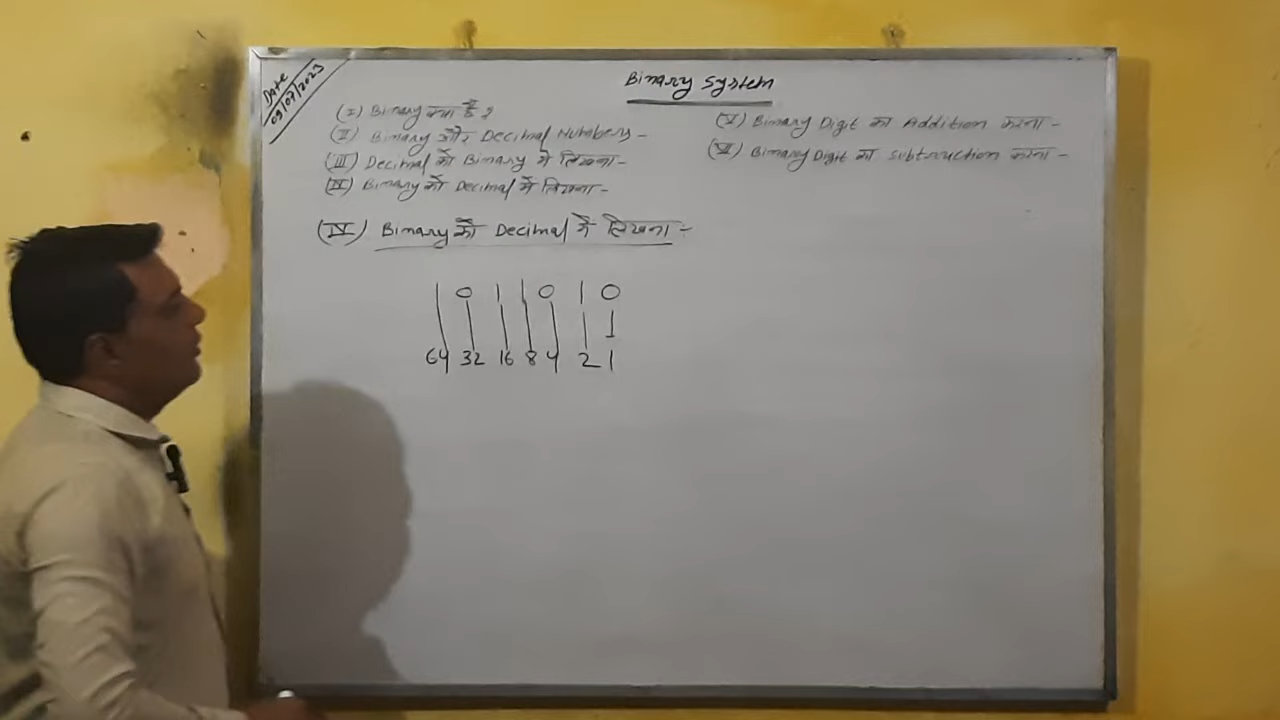 Date
09/07/2023
Binary System
(I) Binary क्या है ?
(II) Binary और Decimal Numbers -
(III) Decimal को Binary में लिखना -
(IV) Binary को Decimal में लिखना -
(V) Binary Digit का Addition करना -
(VI) Binary Digit का Subtruction करना -
(IV) Binary को Decimal में लिखना :-
1 0 1 1 0 1 0
1
64 32 16 8 4 2 1